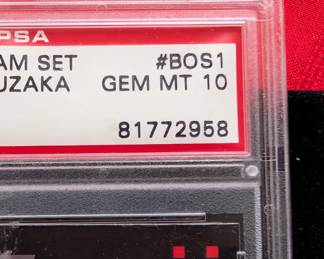 PSA
AM SET #BOS1
UZAKA GEM MT 10
81772958